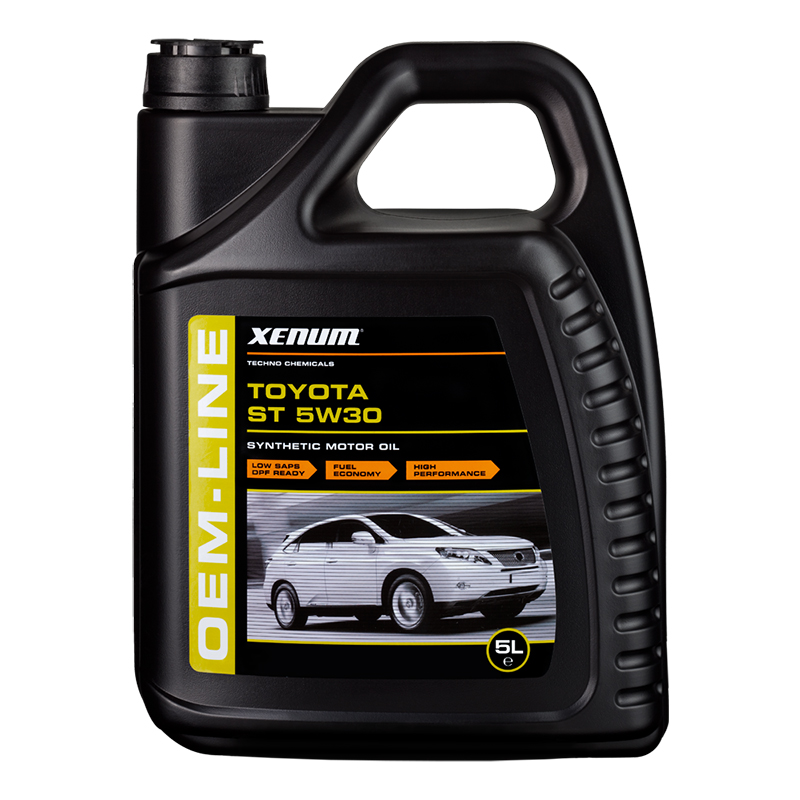 OEM-LINE
XENUM®
TECHNO CHEMICALS
TOYOTA
ST 5W30
SYNTHETIC MOTOR OIL
LOW SAPS
DPF READY
FUEL
ECONOMY
HIGH
PERFORMANCE
5L
e